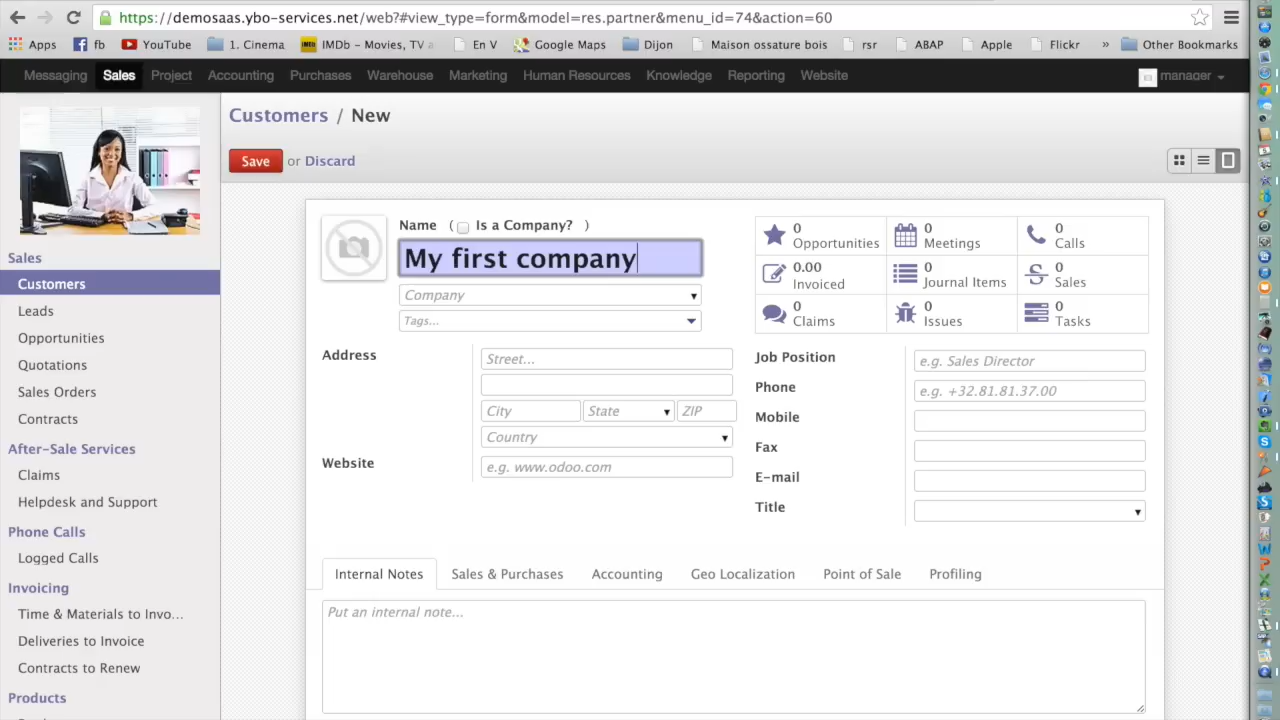 https://demosaas.ybo-services.net/web?#view_type=form&model=res.partner&menu_id=74&action=60
Apps fb YouTube 1. Cinema IMDb - Movies, TV a En V Google Maps Dijon Maison ossature bois rsr ABAP Apple Flickr » Other Bookmarks
Messaging Sales Project Accounting Purchases Warehouse Marketing Human Resources Knowledge Reporting Website manager
Customers / New
Save or Discard
Name ( Is a Company? )
My first company
Company
Tags...
0 Opportunities
0 Meetings
0 Calls
0.00 Invoiced
0 Journal Items
0 Sales
0 Claims
0 Issues
0 Tasks
Sales
Customers
Leads
Opportunities
Quotations
Sales Orders
Contracts
After-Sale Services
Claims
Helpdesk and Support
Phone Calls
Logged Calls
Invoicing
Time & Materials to Invo...
Deliveries to Invoice
Contracts to Renew
Products
Address
Street...
City State ZIP
Country
Website e.g. www.odoo.com
Job Position e.g. Sales Director
Phone e.g. +32.81.81.37.00
Mobile
Fax
E-mail
Title
Internal Notes Sales & Purchases Accounting Geo Localization Point of Sale Profiling
Put an internal note...